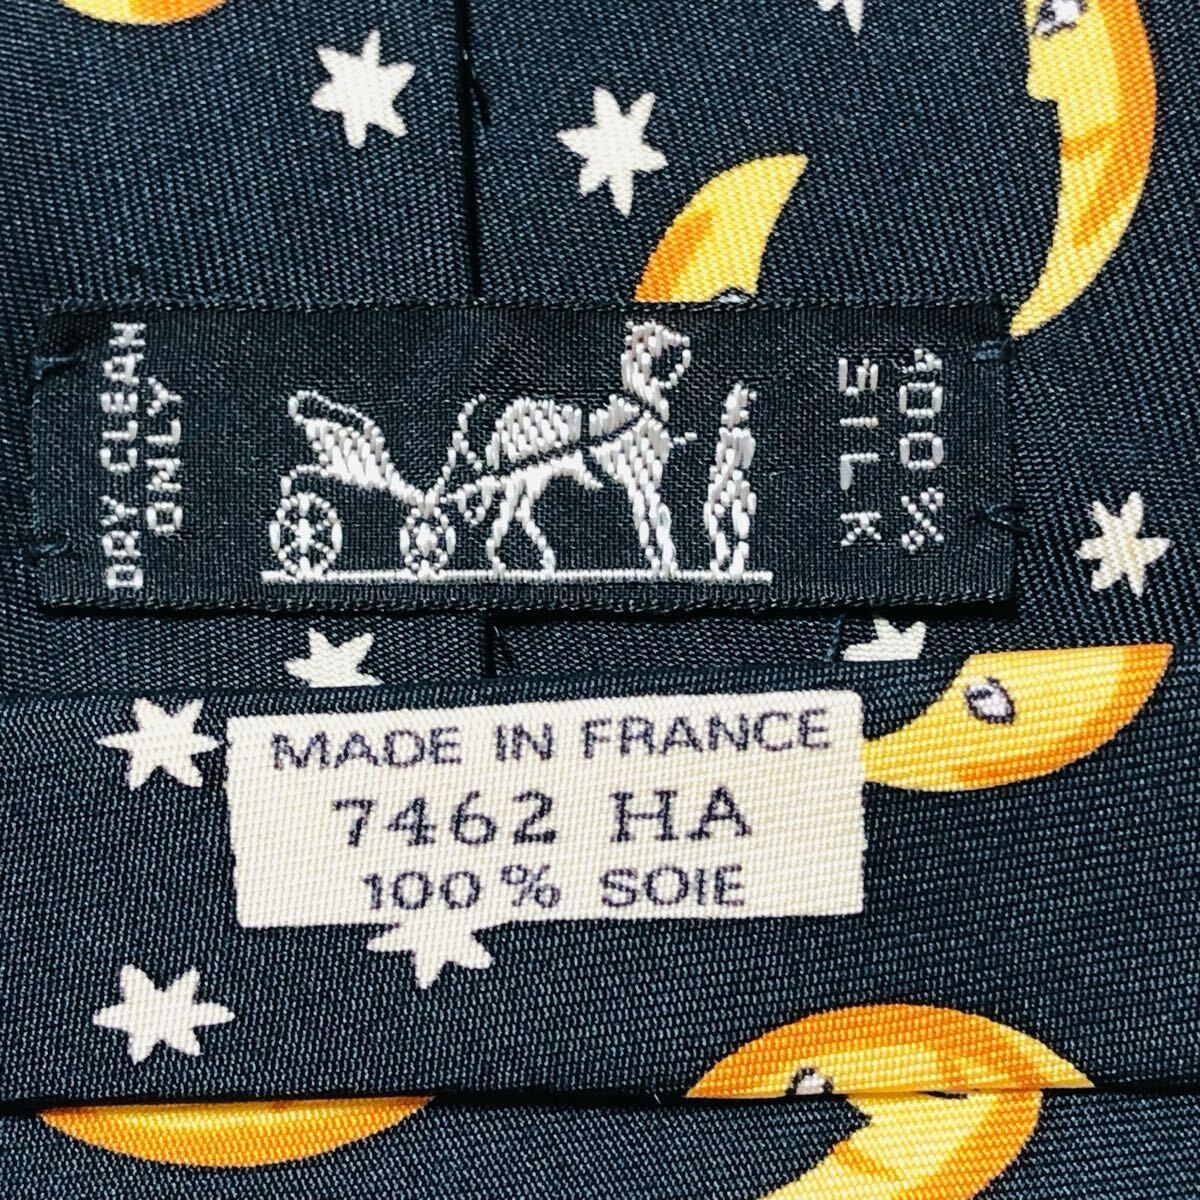 DRY CLEAN
ONLY
100%
SILK
MADE IN FRANCE
7462 HA
100% SOIE